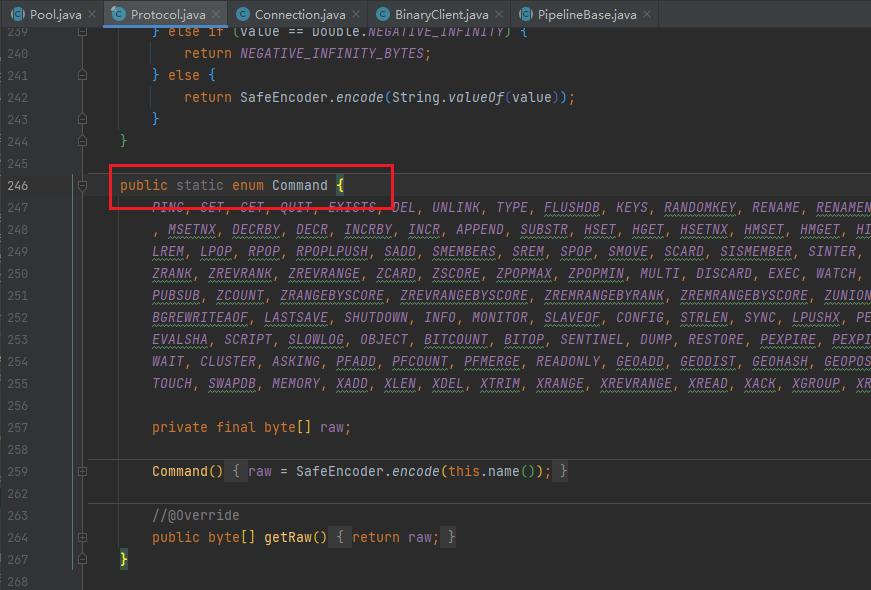 Pool.java Protocol.java Connection.java BinaryClient.java PipelineBase.java
239 } else if (value == Double.NEGATIVE_INFINITY) {
240 return NEGATIVE_INFINITY_BYTES;
241 } else {
242 return SafeEncoder.encode(String.valueOf(value));
243 }
244 }
245
246 public static enum Command {
247 PING, SET, GET, QUIT, EXISTS, DEL, UNLINK, TYPE, FLUSHDB, KEYS, RANDOMKEY, RENAME, RENAMEN
248 , MSETNX, DECRBY, DECR, INCRBY, INCR, APPEND, SUBSTR, HSET, HGET, HSETNX, HMSET, HMGET, HI
249 LREM, LPOP, RPOP, RPOPLPUSH, SADD, SMEMBERS, SREM, SPOP, SMOVE, SCARD, SISMEMBER, SINTER,
250 ZRANK, ZREVRANK, ZREVRANGE, ZCARD, ZSCORE, ZPOPMAX, ZPOPMIN, MULTI, DISCARD, EXEC, WATCH,
251 PUBSUB, ZCOUNT, ZRANGEBYSCORE, ZREVRANGEBYSCORE, ZREMRANGEBYRANK, ZREMRANGEBYSCORE, ZUNION
252 BGREWRITEAOF, LASTSAVE, SHUTDOWN, INFO, MONITOR, SLAVEOF, CONFIG, STRLEN, SYNC, LPUSHX, PE
253 EVALSHA, SCRIPT, SLOWLOG, OBJECT, BITCOUNT, BITOP, SENTINEL, DUMP, RESTORE, PEXPIRE, PEXPI
254 WAIT, CLUSTER, ASKING, PFADD, PFCOUNT, PFMERGE, READONLY, GEOADD, GEODIST, GEOHASH, GEOPOS
255 TOUCH, SWAPDB, MEMORY, XADD, XLEN, XDEL, XTRIM, XRANGE, XREVRANGE, XREAD, XACK, XGROUP, XR
256
257 private final byte[] raw;
258
259 Command() { raw = SafeEncoder.encode(this.name()); }
262
263 //@Override
264 public byte[] getRaw() { return raw; }
267 }
268